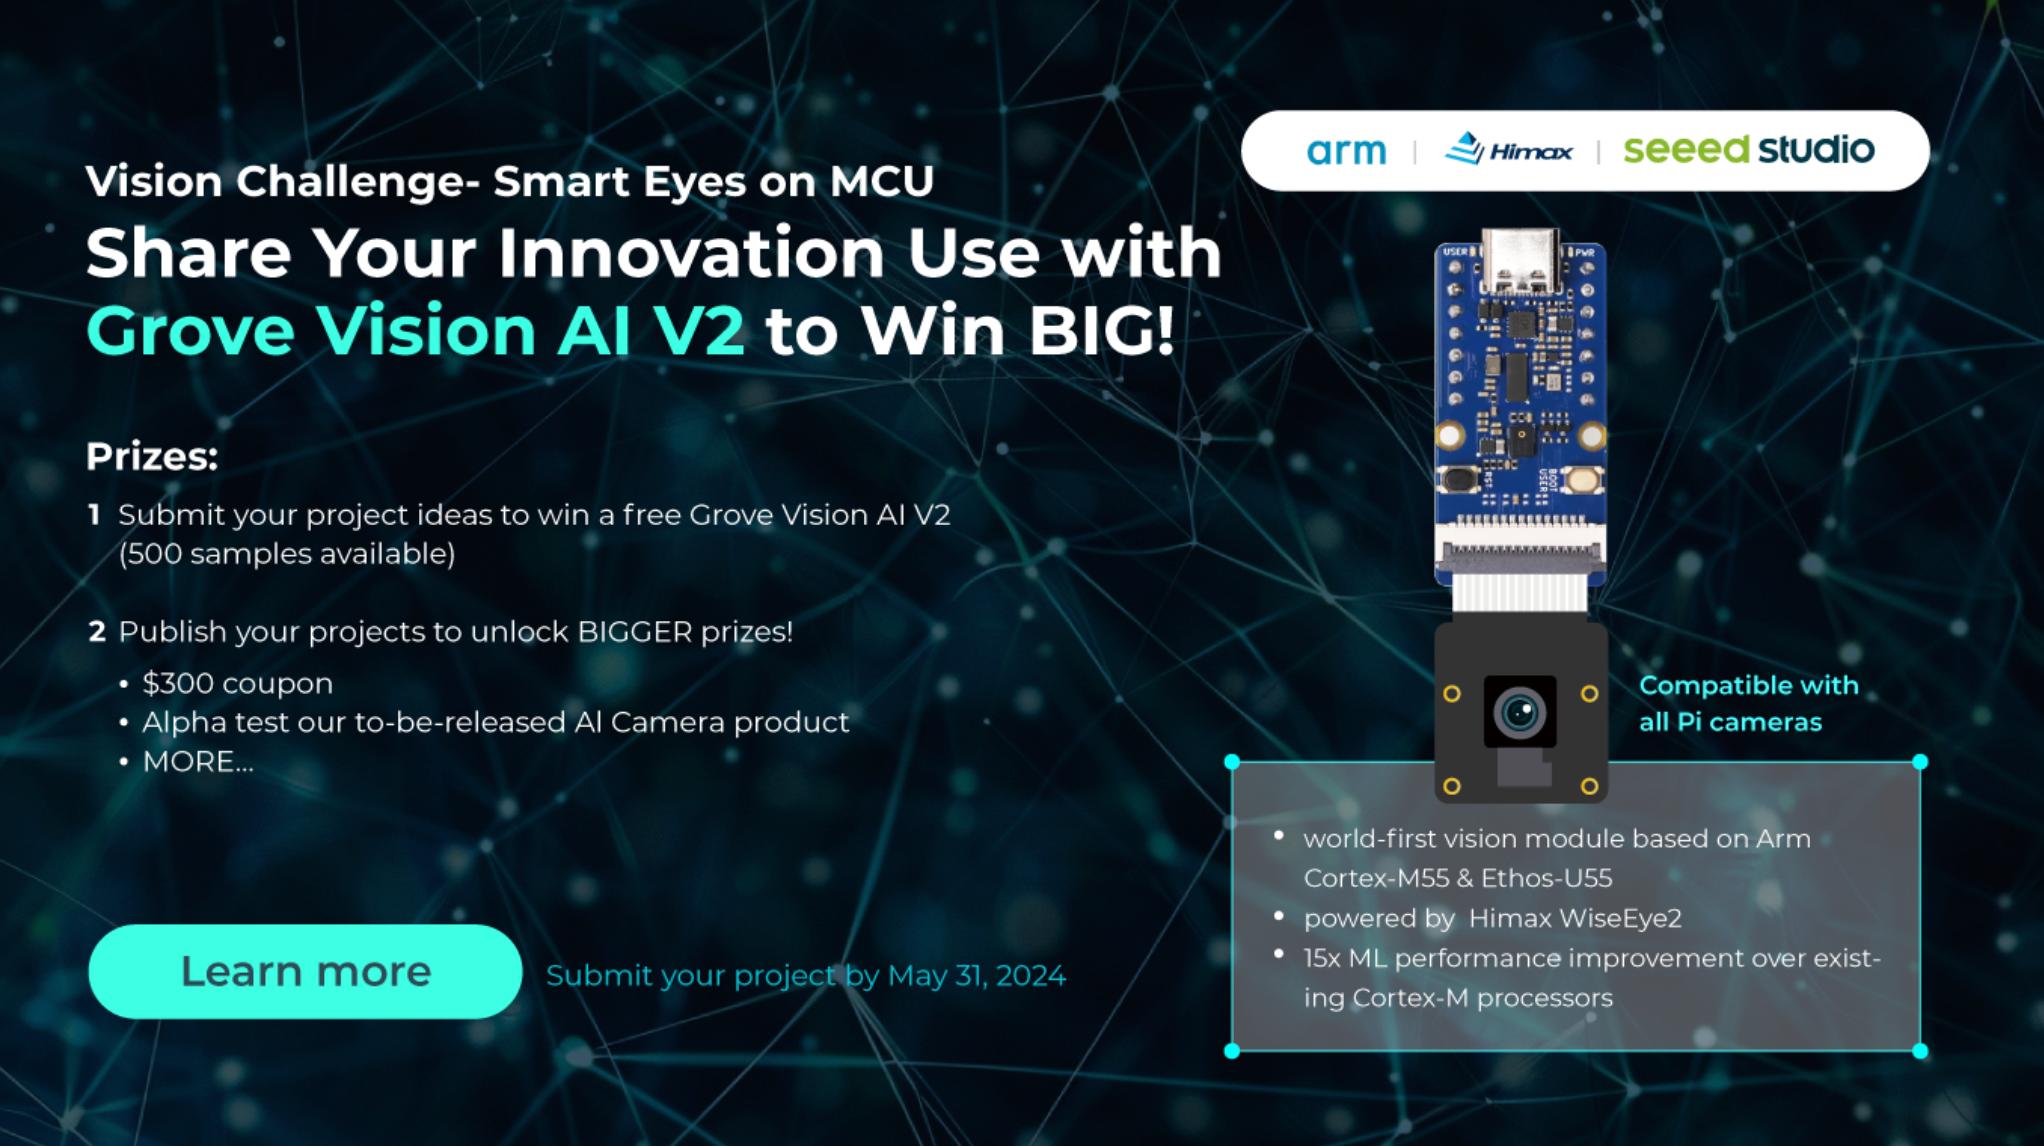 arm | Himax | seeed studio
Vision Challenge- Smart Eyes on MCU
Share Your Innovation Use with
Grove Vision AI V2 to Win BIG!
Prizes:
1 Submit your project ideas to win a free Grove Vision AI V2
(500 samples available)
2 Publish your projects to unlock BIGGER prizes!
• $300 coupon
• Alpha test our to-be-released AI Camera product
• MORE...
Learn more
Submit your project by May 31, 2024
USER
PWR
RST
BOOT
USER
Compatible with
all Pi cameras
• world-first vision module based on Arm
Cortex-M55 & Ethos-U55
• powered by  Himax WiseEye2
• 15x ML performance improvement over exist-
ing Cortex-M processors